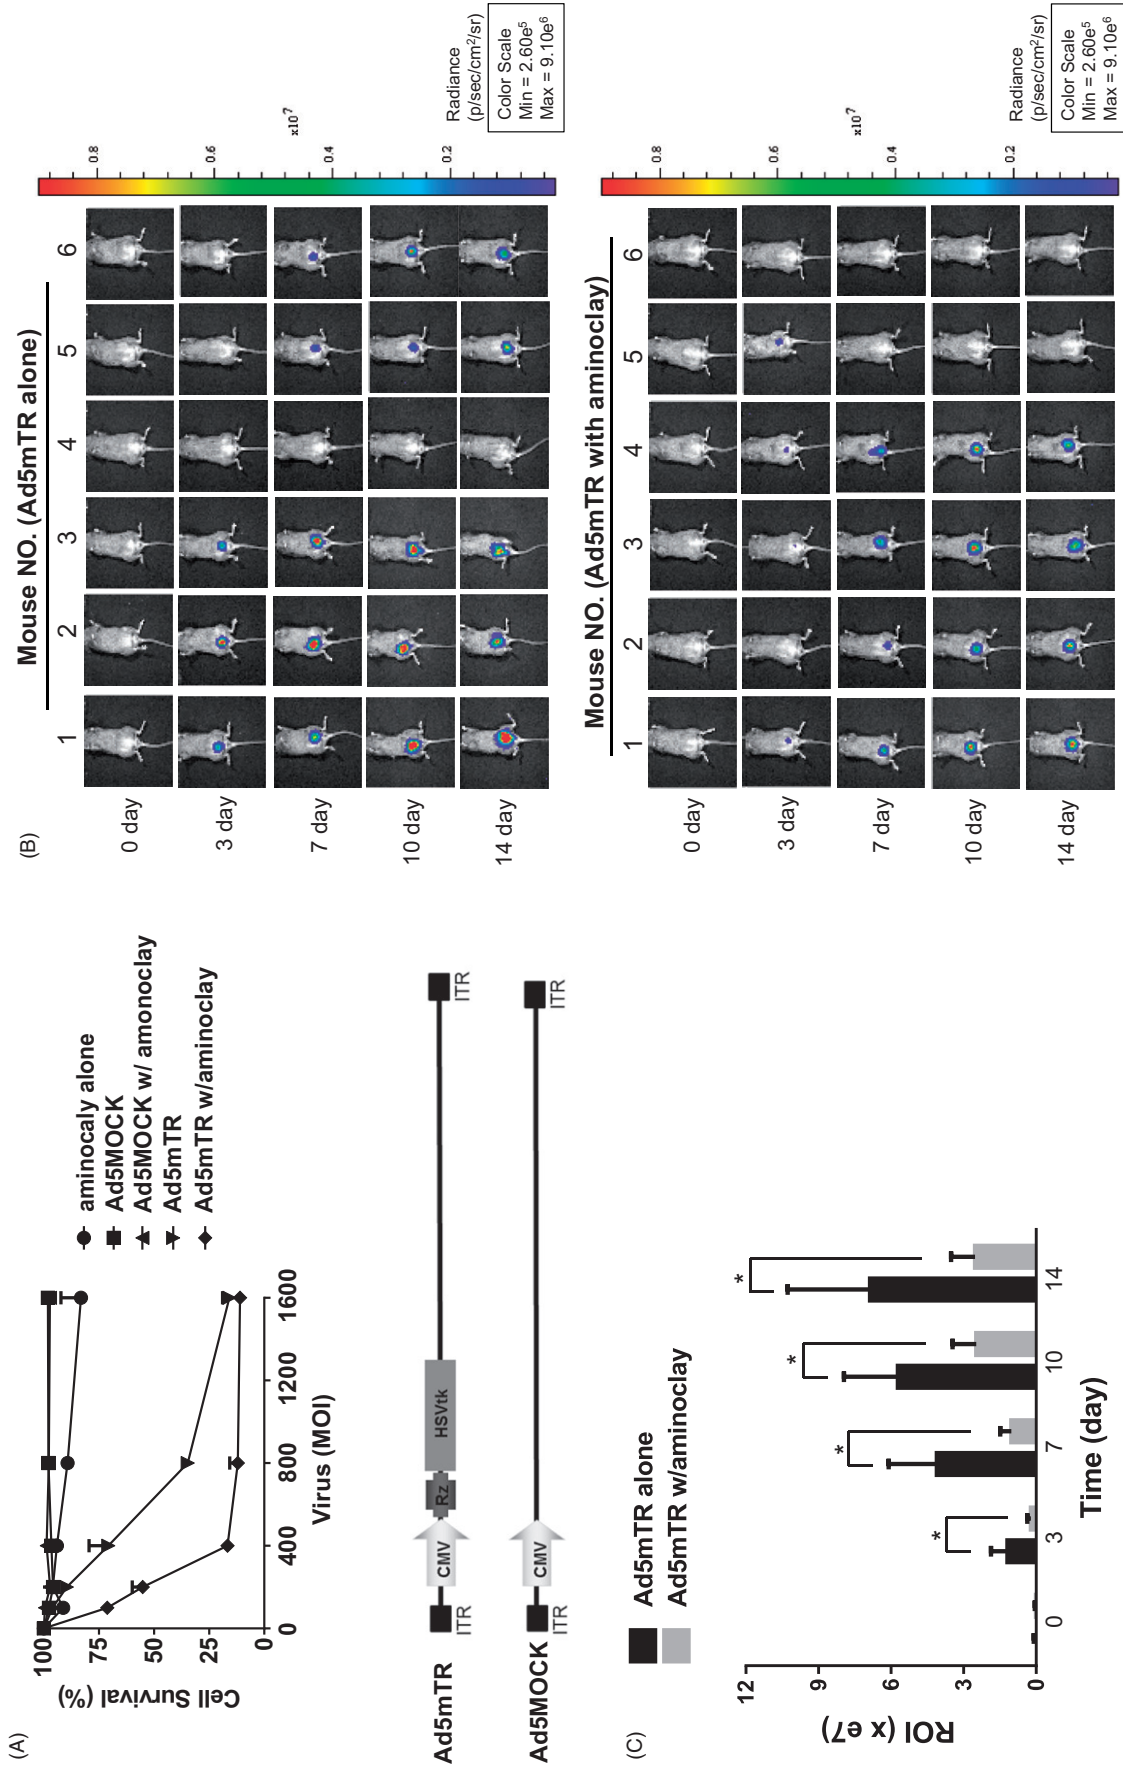 (A)
100
75
50
25
0
Cell Survival (%)
0
400
800
1200
1600
Virus (MOI)
aminocaly alone
Ad5MOCK
Ad5MOCK w/ amonoclay
Ad5mTR
Ad5mTR w/aminoclay
Ad5mTR
ITR
CMV
Rz
HSVtk
ITR
Ad5MOCK
ITR
CMV
ITR
(B)
Mouse NO. (Ad5mTR alone)
1 2 3 4 5 6
0 day
3 day
7 day
10 day
14 day
0.8
0.6
x10⁷
0.4
0.2
Radiance
(p/sec/cm²/sr)
Color Scale
Min = 2.60e⁵
Max = 9.10e⁶
Mouse NO. (Ad5mTR with aminoclay)
1 2 3 4 5 6
0 day
3 day
7 day
10 day
14 day
0.8
0.6
x10⁷
0.4
0.2
Radiance
(p/sec/cm²/sr)
Color Scale
Min = 2.60e⁵
Max = 9.10e⁶
(C)
Ad5mTR alone
Ad5mTR w/aminoclay
12
9
6
3
0
ROI (x e7)
* * * *
0 3 7 10 14
Time (day)